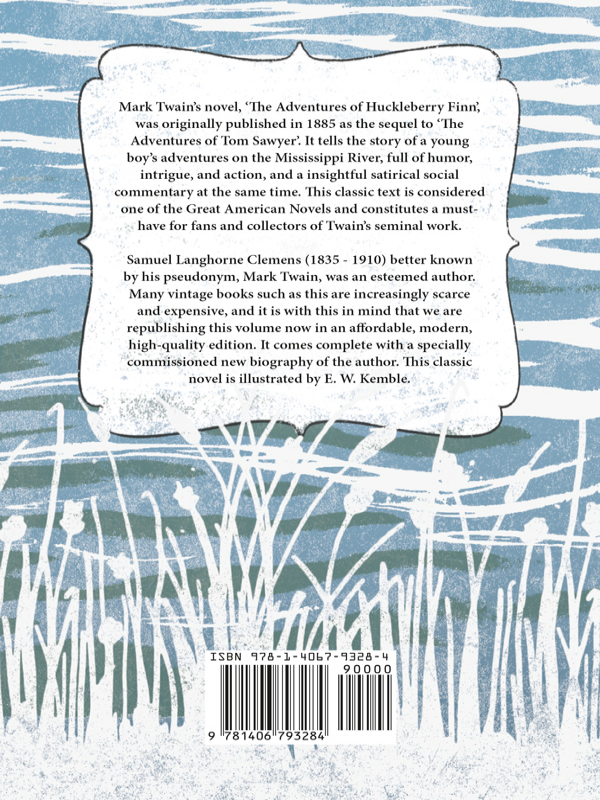 Mark Twain's novel, 'The Adventures of Huckleberry Finn',
was originally published in 1885 as the sequel to 'The
Adventures of Tom Sawyer'. It tells the story of a young
boy's adventures on the Mississippi River, full of humor,
intrigue, and action, and a insightful satirical social
commentary at the same time. This classic text is considered
one of the Great American Novels and constitutes a must-
have for fans and collectors of Twain's seminal work.
Samuel Langhorne Clemens (1835 - 1910) better known
by his pseudonym, Mark Twain, was an esteemed author.
Many vintage books such as this are increasingly scarce
and expensive, and it is with this in mind that we are
republishing this volume now in an affordable, modern,
high-quality edition. It comes complete with a specially
commissioned new biography of the author. This classic
novel is illustrated by E. W. Kemble.
ISBN 978-1-4067-9328-4
90000
9 781406 793284